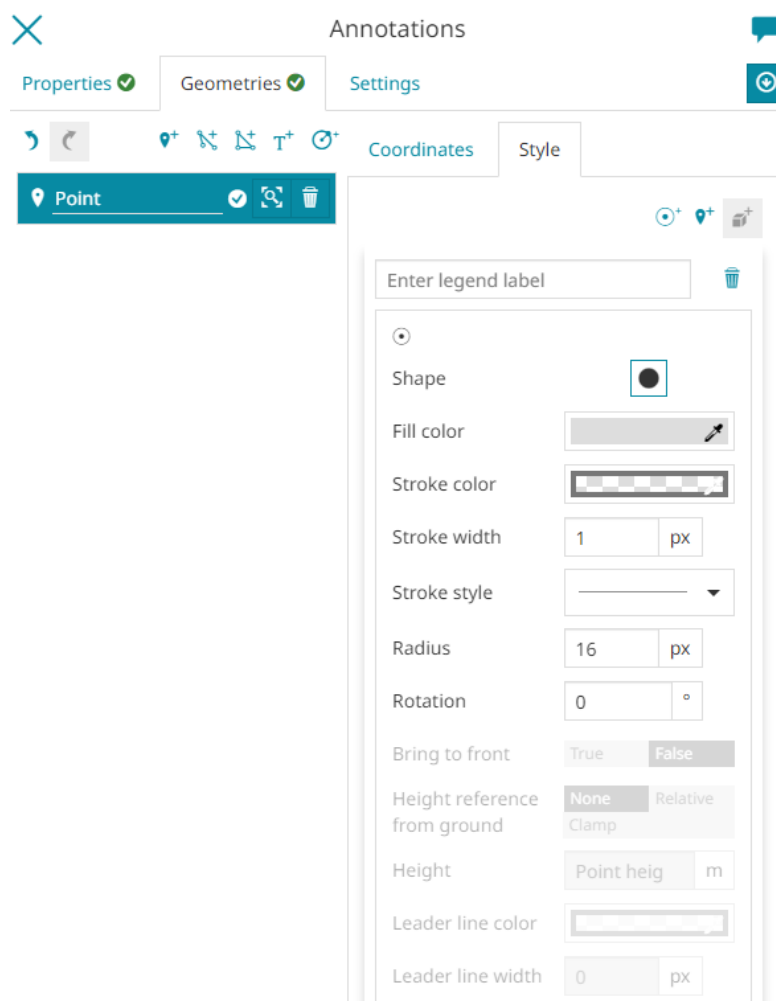 Annotations
Properties
Geometries
Settings
T+
Point
Coordinates
Style
Enter legend label
Shape
Fill color
Stroke color
Stroke width
1
px
Stroke style
Radius
16
px
Rotation
0
°
Bring to front
True
False
Height reference
from ground
None
Relative
Clamp
Height
Point heig
m
Leader line color
Leader line width
0
px